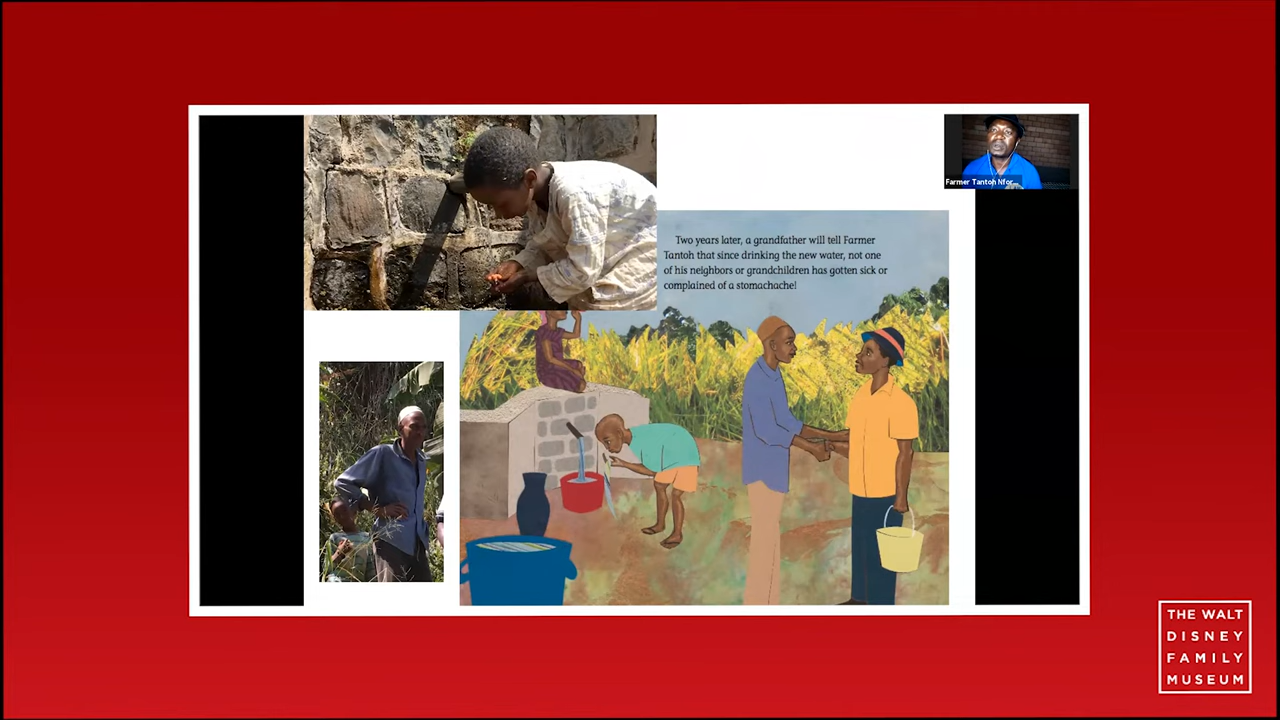 Farmer Tantoh Nfor...
Two years later, a grandfather will tell Farmer
Tantoh that since drinking the new water, not one
of his neighbors or grandchildren has gotten sick or
complained of a stomachache!
THE WALT
DISNEY
FAMILY
MUSEUM